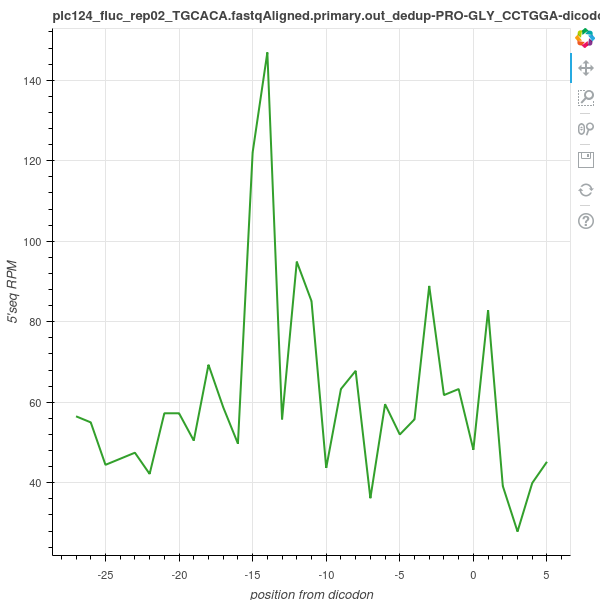 plc124_fluc_rep02_TGCACA.fastqAligned.primary.out_dedup-PRO-GLY_CCTGGA-dicodo
140
120
100
80
60
40
5'seq RPM
-25 -20 -15 -10 -5 0 5
position from dicodon